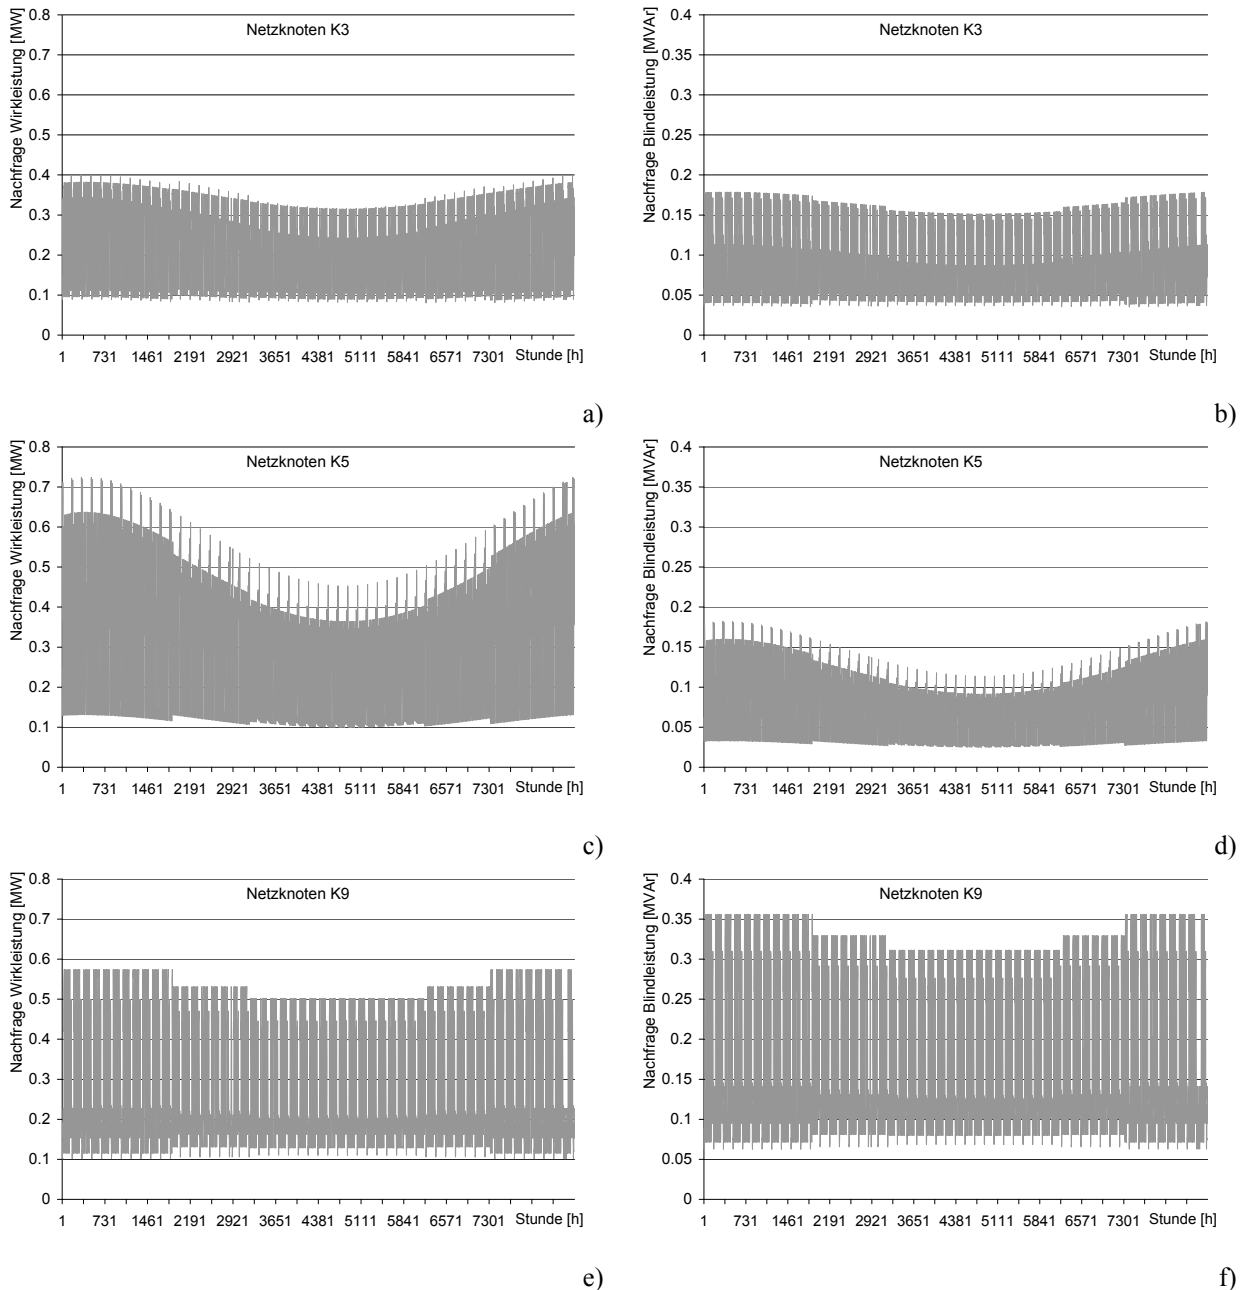 Netzknoten K3
Nachfrage Wirkleistung [MW]
0.8
0.7
0.6
0.5
0.4
0.3
0.2
0.1
0
1 731 1461 2191 2921 3651 4381 5111 5841 6571 7301 Stunde [h]
a)
Netzknoten K3
Nachfrage Blindleistung [MVAr]
0.4
0.35
0.3
0.25
0.2
0.15
0.1
0.05
0
1 731 1461 2191 2921 3651 4381 5111 5841 6571 7301 Stunde [h]
b)
Netzknoten K5
Nachfrage Wirkleistung [MW]
0.8
0.7
0.6
0.5
0.4
0.3
0.2
0.1
0
1 731 1461 2191 2921 3651 4381 5111 5841 6571 7301 Stunde [h]
c)
Netzknoten K5
Nachfrage Blindleistung [MVAr]
0.4
0.35
0.3
0.25
0.2
0.15
0.1
0.05
0
1 731 1461 2191 2921 3651 4381 5111 5841 6571 7301 Stunde [h]
d)
Netzknoten K9
Nachfrage Wirkleistung [MW]
0.8
0.7
0.6
0.5
0.4
0.3
0.2
0.1
0
1 731 1461 2191 2921 3651 4381 5111 5841 6571 7301 Stunde [h]
e)
Netzknoten K9
Nachfrage Blindleistung [MVAr]
0.4
0.35
0.3
0.25
0.2
0.15
0.1
0.05
0
1 731 1461 2191 2921 3651 4381 5111 5841 6571 7301 Stunde [h]
f)